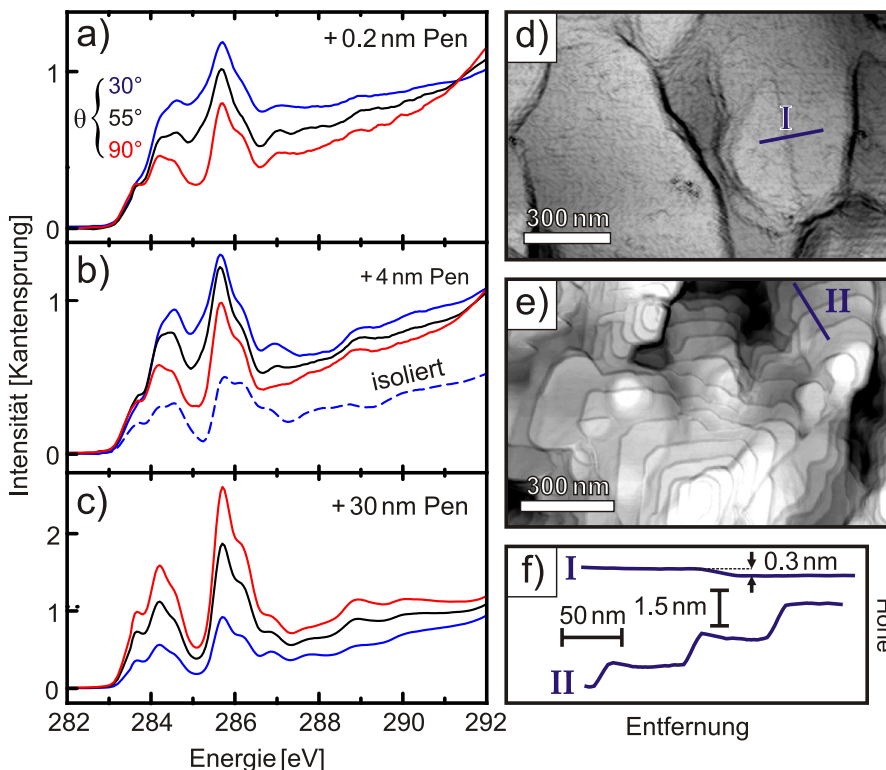 a)
+ 0.2 nm Pen
θ { 30°
55°
90°
1
0
b)
+ 4 nm Pen
isoliert
1
0
c)
+ 30 nm Pen
2
1
0
Intensität [Kantensprung]
282 284 286 288 290 292
Energie [eV]
d)
I
300 nm
e)
II
300 nm
f)
I
0.3 nm
1.5 nm
50 nm
II
Höhe
Entfernung